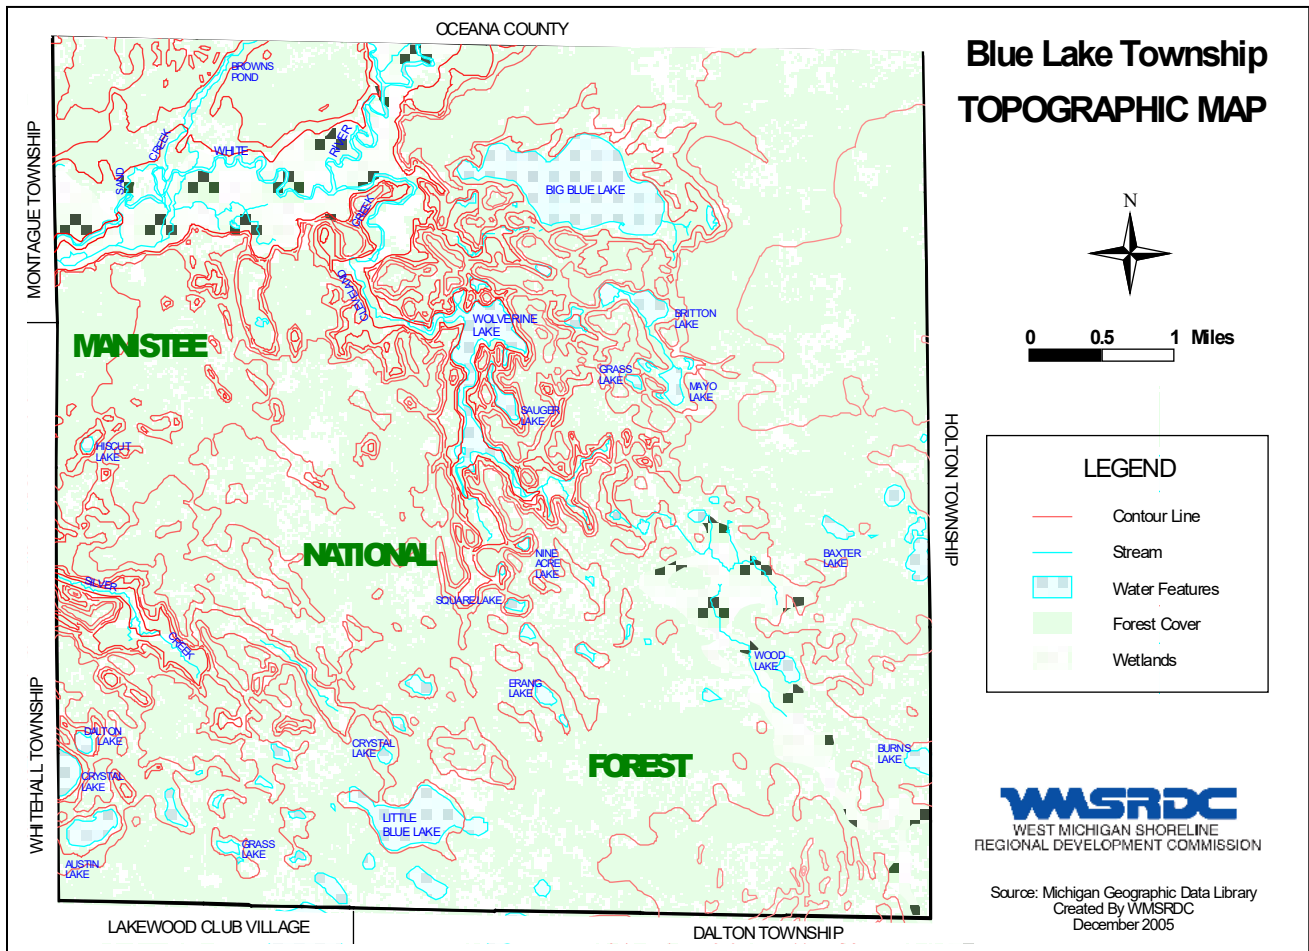 OCEANA COUNTY
Blue Lake Township
TOPOGRAPHIC MAP
MONTAGUE TOWNSHIP
WHITEHALL TOWNSHIP
HOLTON TOWNSHIP
LAKEWOOD CLUB VILLAGE
DALTON TOWNSHIP
BROWNS
POND
SAND
CREEK
WHITE
RIVER
CREEK
CLEVELAND
BIG BLUE LAKE
WOLVERINE
LAKE
BRITTON
LAKE
GRASS
LAKE
MAYO
LAKE
SAUGER
LAKE
MANISTEE
HISCUT
LAKE
NATIONAL
NINE
ACRE
LAKE
BAXTER
LAKE
SILVER
CREEK
SQUARE LAKE
WOOD
LAKE
ERANG
LAKE
DALTON
LAKE
CRYSTAL
LAKE
CRYSTAL
LAKE
FOREST
BURNS
LAKE
LITTLE
BLUE LAKE
GRASS
LAKE
AUSTIN
LAKE
N
0 0.5 1 Miles
LEGEND
Contour Line
Stream
Water Features
Forest Cover
Wetlands
WMSRDC
WEST MICHIGAN SHORELINE
REGIONAL DEVELOPMENT COMMISSION
Source: Michigan Geographic Data Library
Created By WMSRDC
December 2005